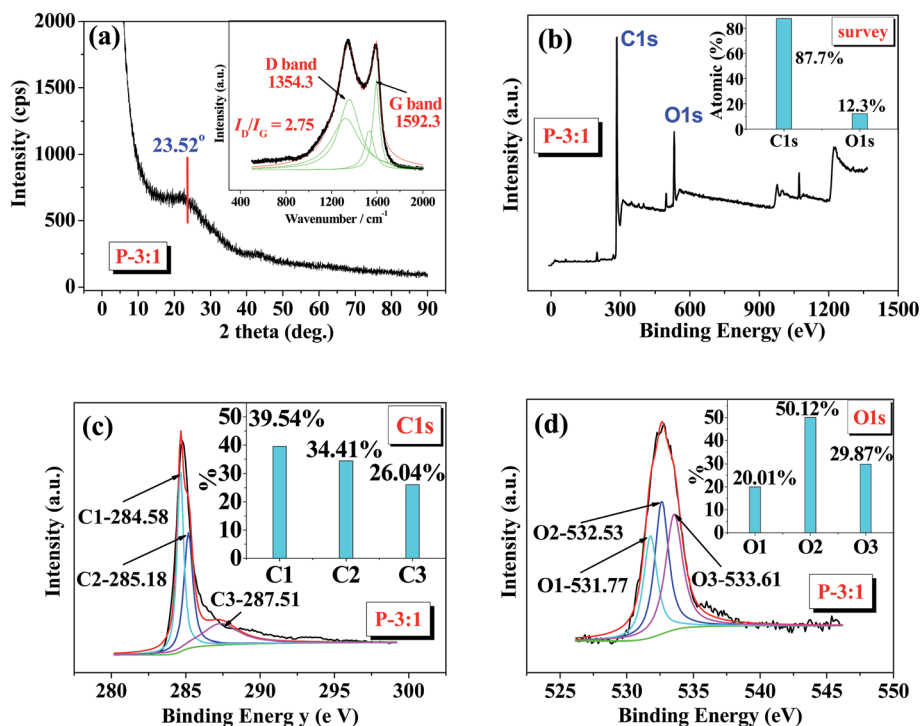 (a)
Intensity (cps)
2000
1500
1000
500
0
0 10 20 30 40 50 60 70 80 90
2 theta (deg.)
23.52°
P-3:1
Intensity (a.u.)
D band
1354.3
G band
1592.3
I_D/I_G = 2.75
400 800 1200 1600 2000
Wavenumber / cm⁻¹
(b)
Intensity (a.u.)
C1s
O1s
P-3:1
0 300 600 900 1200 1500
Binding Energy (eV)
survey
Atomic (%)
80
60
40
20
0
87.7%
12.3%
C1s O1s
(c)
Intensity (a.u.)
C1-284.58
C2-285.18
C3-287.51
P-3:1
280 285 290 295 300
Binding Energ y (e V)
C1s
%
50
40
30
20
10
0
39.54%
34.41%
26.04%
C1 C2 C3
(d)
Intensity (a.u.)
O2-532.53
O1-531.77
O3-533.61
P-3:1
525 530 535 540 545 550
Binding Energy (eV)
O1s
%
50
40
30
20
10
0
20.01%
50.12%
29.87%
O1 O2 O3